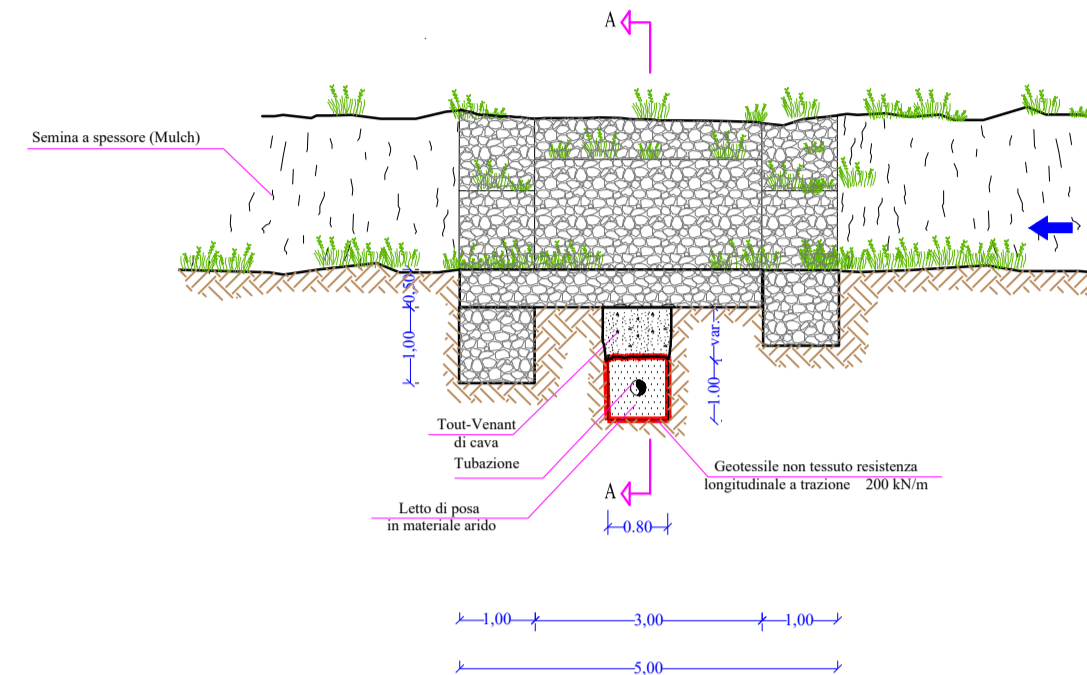 A
Semina a spessore (Mulch)
0,50
1,00
var.
1.00
Tout-Venant
di cava
Tubazione
Geotessile non tessuto resistenza
longitudinale a trazione 200 kN/m
A
Letto di posa
in materiale arido
0.80
1,00
3,00
1,00
5,00